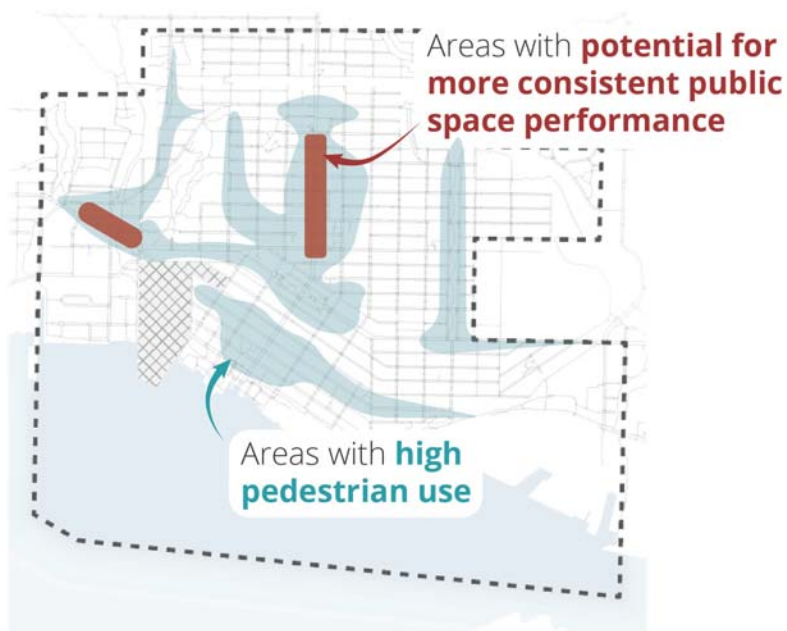 Areas with potential for
more consistent public
space performance
Areas with high
pedestrian use